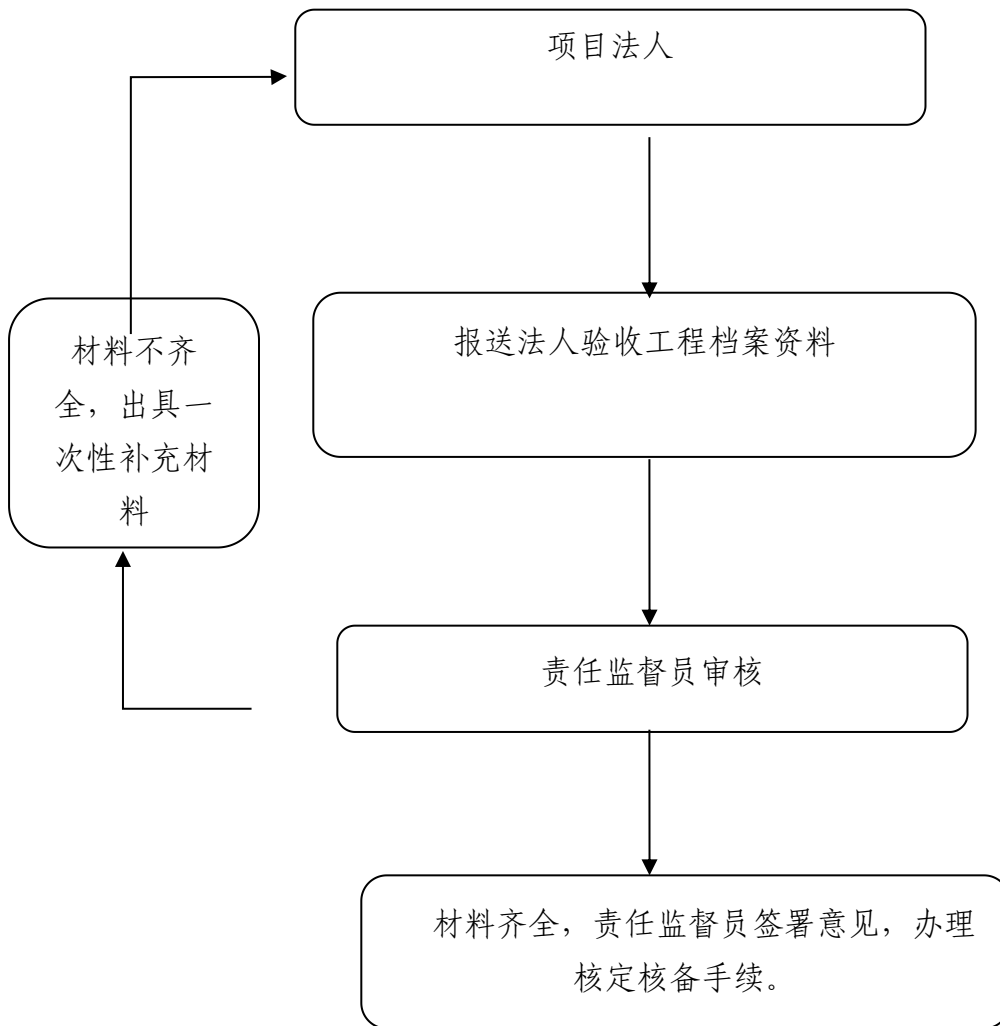 项目法人
报送法人验收工程档案资料
材料不齐
全，出具一
次性补充材
料
责任监督员审核
材料齐全，责任监督员签署意见，办理
核定核备手续。